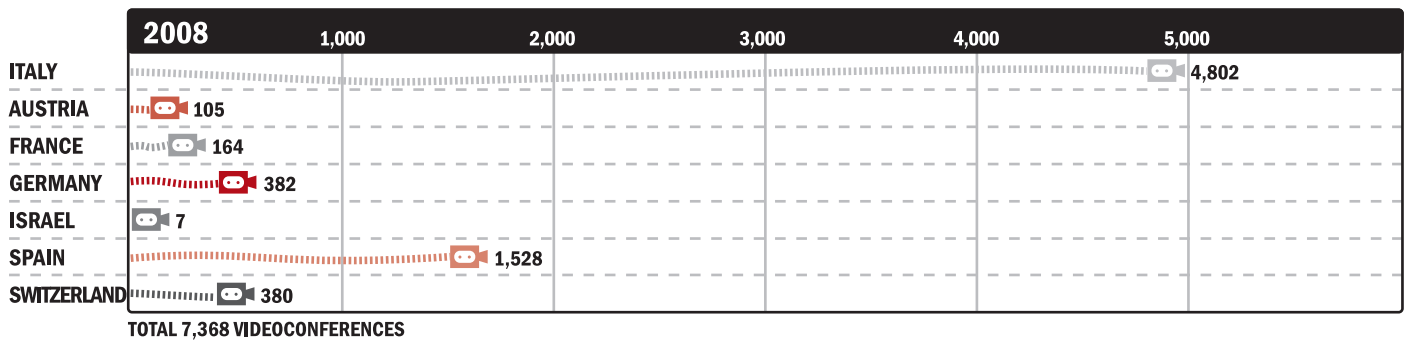 2008 1,000 2,000 3,000 4,000 5,000
ITALY 4,802
AUSTRIA 105
FRANCE 164
GERMANY 382
ISRAEL 7
SPAIN 1,528
SWITZERLAND 380
TOTAL 7,368 VIDEOCONFERENCES